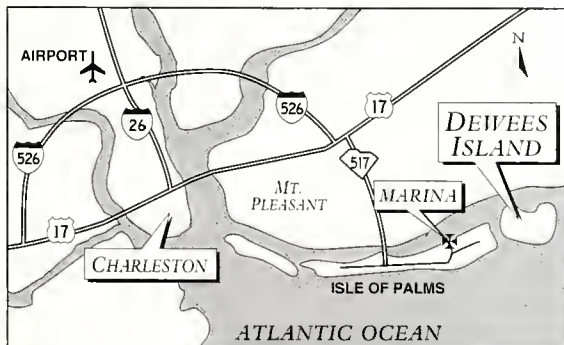 AIRPORT
N
526
17
26
526
517
DEWEES
ISLAND
MT.
PLEASANT
MARINA
17
CHARLESTON
ISLE OF PALMS
ATLANTIC OCEAN